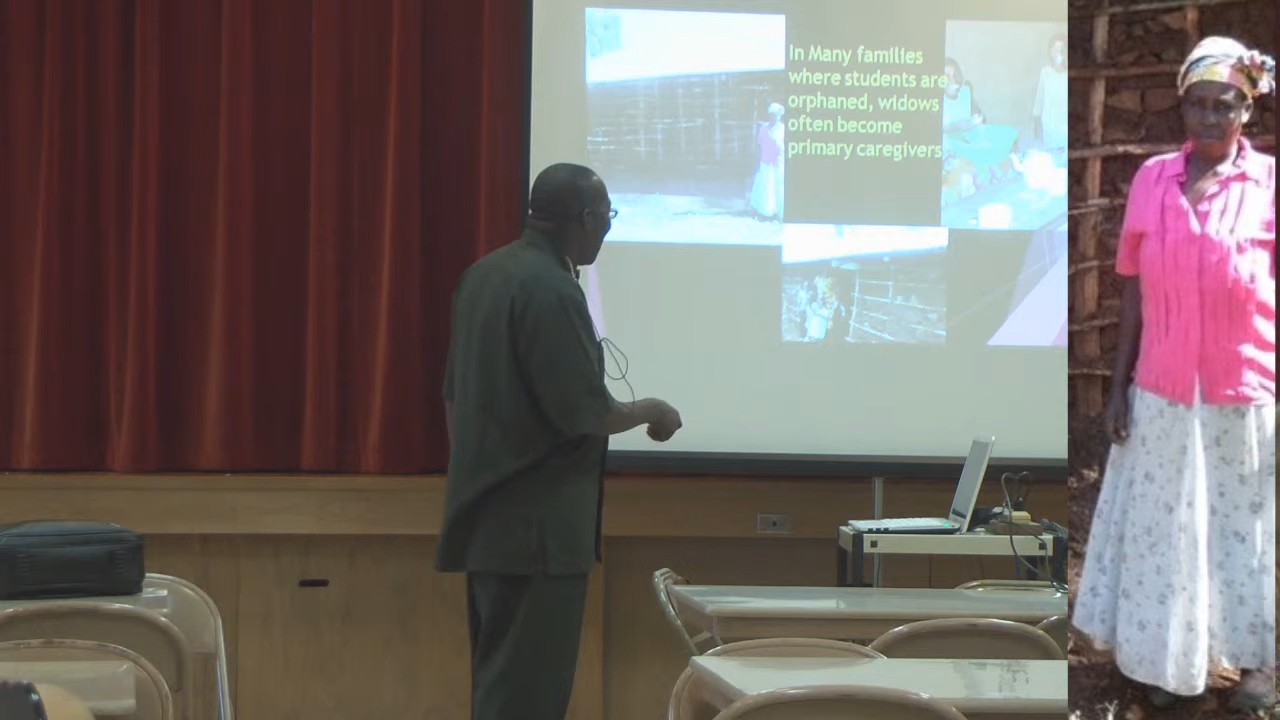 In Many families
where students are
orphaned, widows
often become
primary caregivers